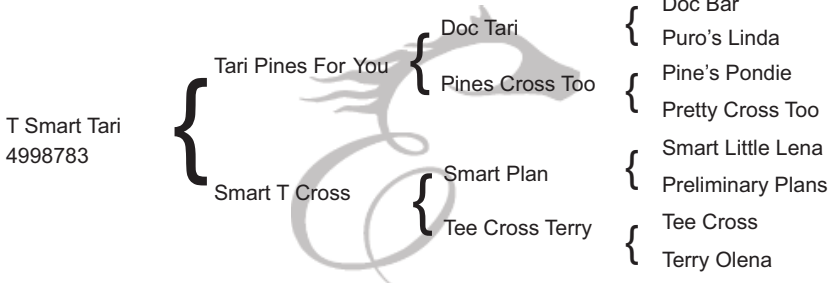 Doc Bar
Doc Tari
Puro's Linda
Tari Pines For You
Pine's Pondie
Pines Cross Too
Pretty Cross Too
T Smart Tari
4998783
Smart Little Lena
Smart Plan
Preliminary Plans
Smart T Cross
Tee Cross
Tee Cross Terry
Terry Olena